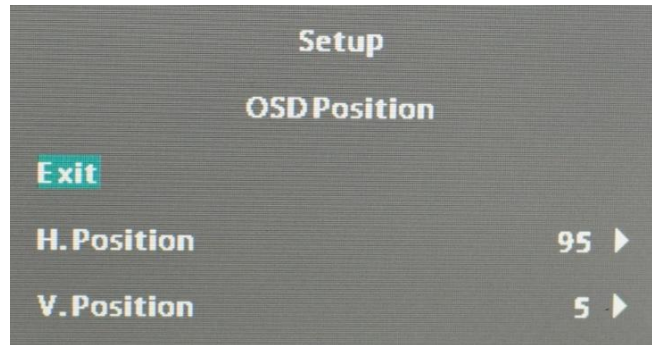 Setup
OSD Position
Exit
H. Position 95
V. Position 5